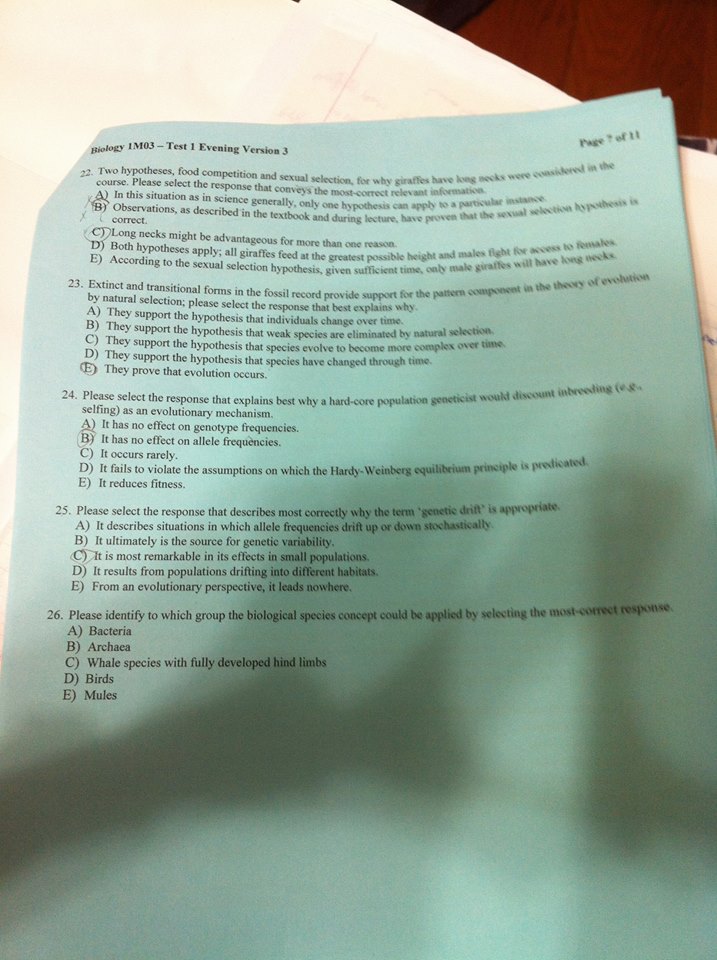 Biology 1M03 – Test 1 Evening Version 3
Page 7 of 11
22. Two hypotheses, food competition and sexual selection, for why giraffes have long necks were considered in the
course. Please select the response that conveys the most-correct relevant information.
A) In this situation as in science generally, only one hypothesis can apply to a particular instance.
B) Observations, as described in the textbook and during lecture, have proven that the sexual selection hypothesis is
correct.
C) Long necks might be advantageous for more than one reason.
D) Both hypotheses apply; all giraffes feed at the greatest possible height and males fight for access to females.
E) According to the sexual selection hypothesis, given sufficient time, only male giraffes will have long necks.
23. Extinct and transitional forms in the fossil record provide support for the pattern component in the theory of evolution
by natural selection; please select the response that best explains why.
A) They support the hypothesis that individuals change over time.
B) They support the hypothesis that weak species are eliminated by natural selection.
C) They support the hypothesis that species evolve to become more complex over time.
D) They support the hypothesis that species have changed through time.
E) They prove that evolution occurs.
24. Please select the response that explains best why a hard-core population geneticist would discount inbreeding (e.g.,
selfing) as an evolutionary mechanism.
A) It has no effect on genotype frequencies.
B) It has no effect on allele frequencies.
C) It occurs rarely.
D) It fails to violate the assumptions on which the Hardy-Weinberg equilibrium principle is predicated.
E) It reduces fitness.
25. Please select the response that describes most correctly why the term 'genetic drift' is appropriate.
A) It describes situations in which allele frequencies drift up or down stochastically.
B) It ultimately is the source for genetic variability.
C) It is most remarkable in its effects in small populations.
D) It results from populations drifting into different habitats.
E) From an evolutionary perspective, it leads nowhere.
26. Please identify to which group the biological species concept could be applied by selecting the most-correct response.
A) Bacteria
B) Archaea
C) Whale species with fully developed hind limbs
D) Birds
E) Mules